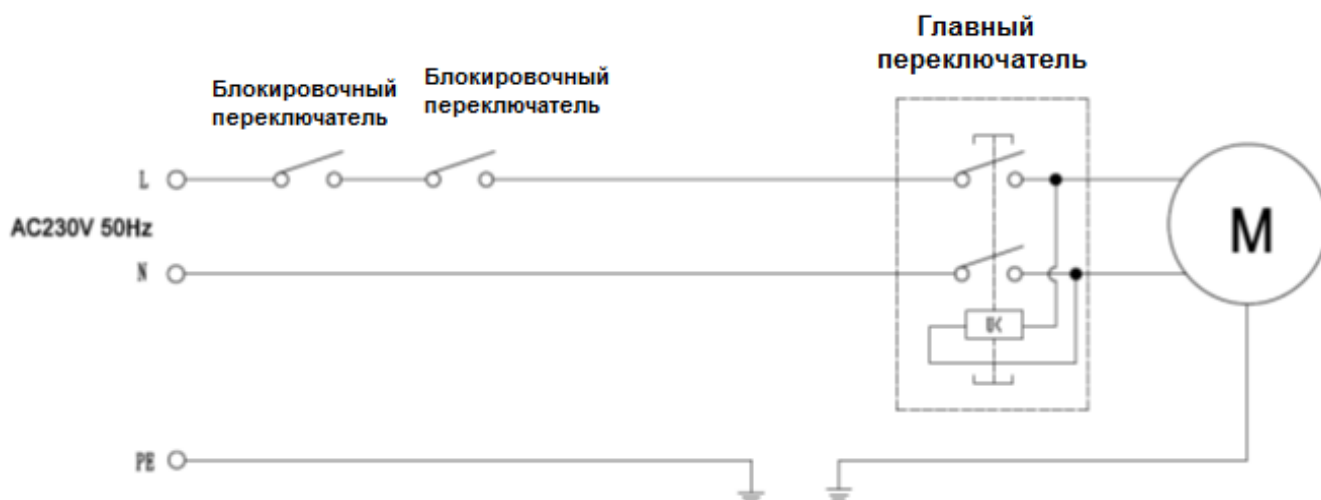 Главный
переключатель
Блокировочный
переключатель
Блокировочный
переключатель
L
AC230V 50Hz
N
M
PE